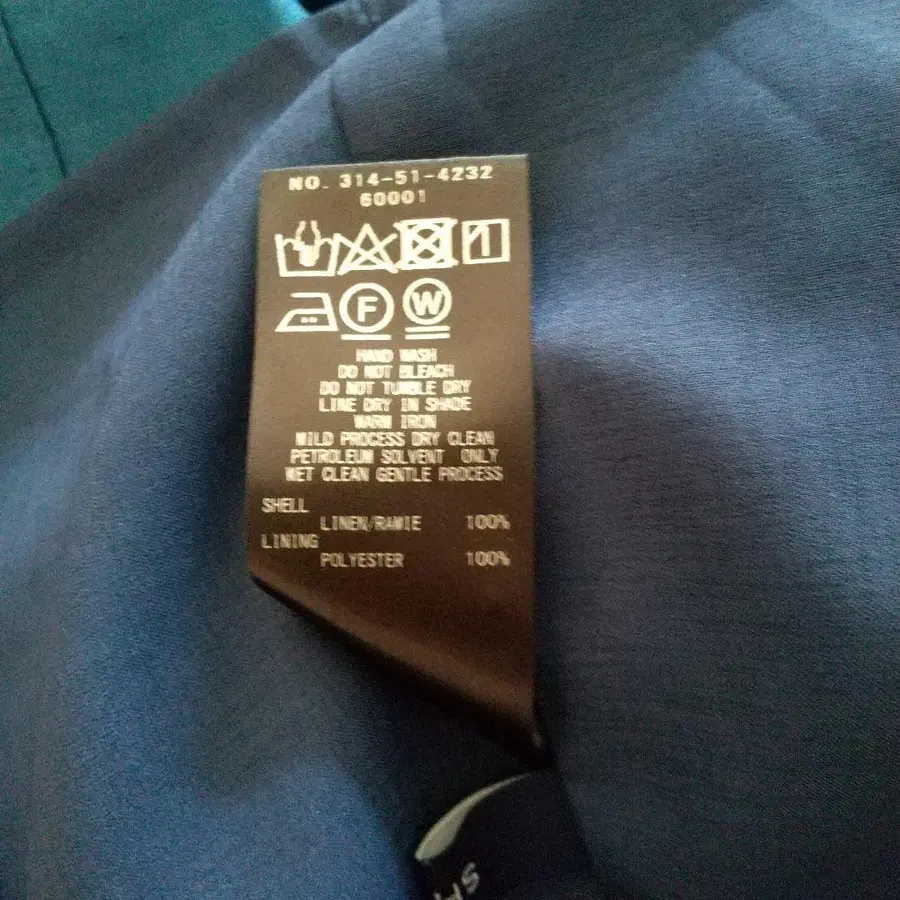 NO. 314-51-4232
60001
F W
HAND WASH
DO NOT BLEACH
DO NOT TUMBLE DRY
LINE DRY IN SHADE
WARM IRON
MILD PROCESS DRY CLEAN
PETROLEUM SOLVENT ONLY
WET CLEAN GENTLE PROCESS
SHELL
LINEN/RAMIE 100%
LINING
POLYESTER 100%